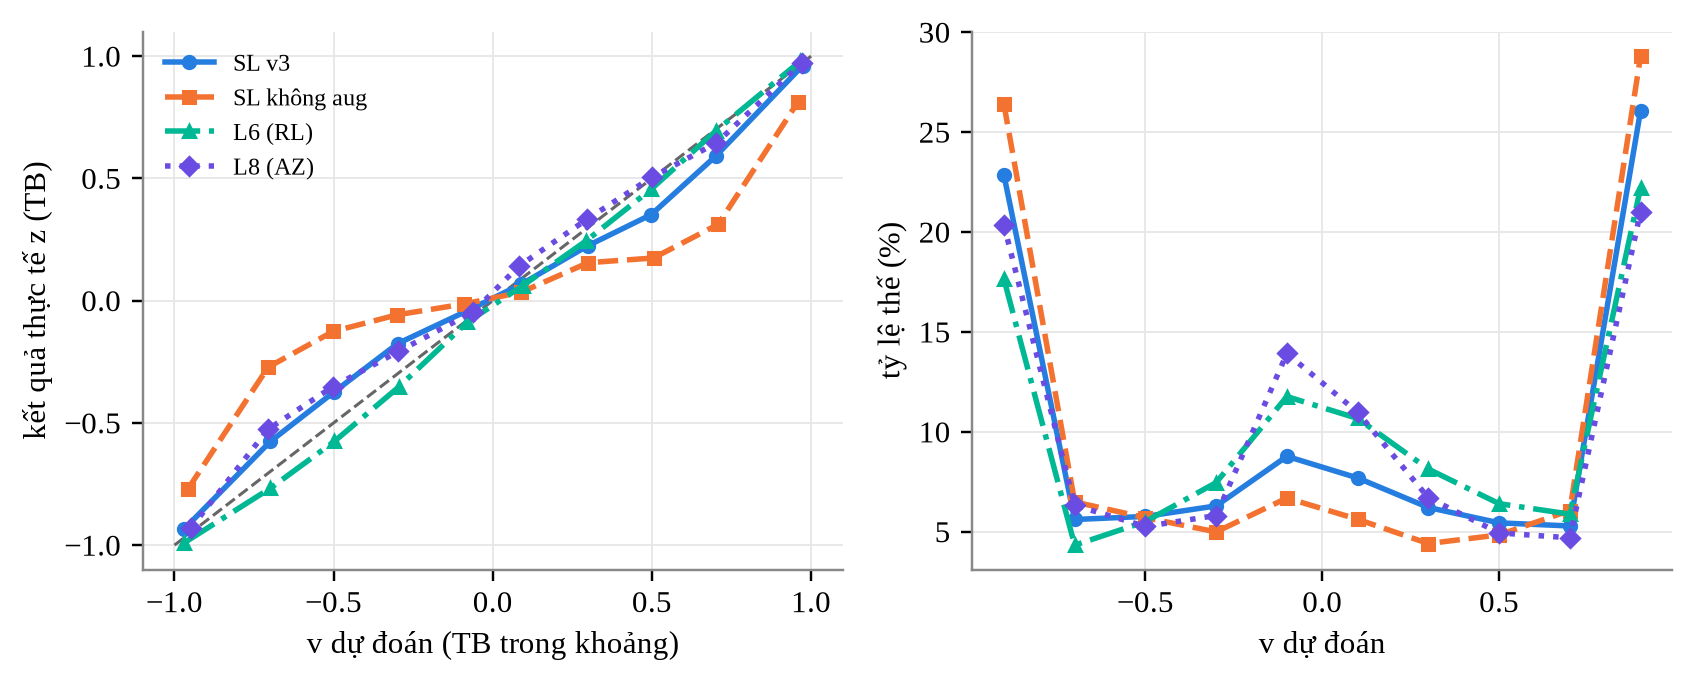 1.0
0.5
0.0
−0.5
−1.0
kết quả thực tế z (TB)
SL v3
SL không aug
L6 (RL)
L8 (AZ)
−1.0 −0.5 0.0 0.5 1.0
v dự đoán (TB trong khoảng)
30
25
20
15
10
5
tỷ lệ thế (%)
−0.5 0.0 0.5
v dự đoán